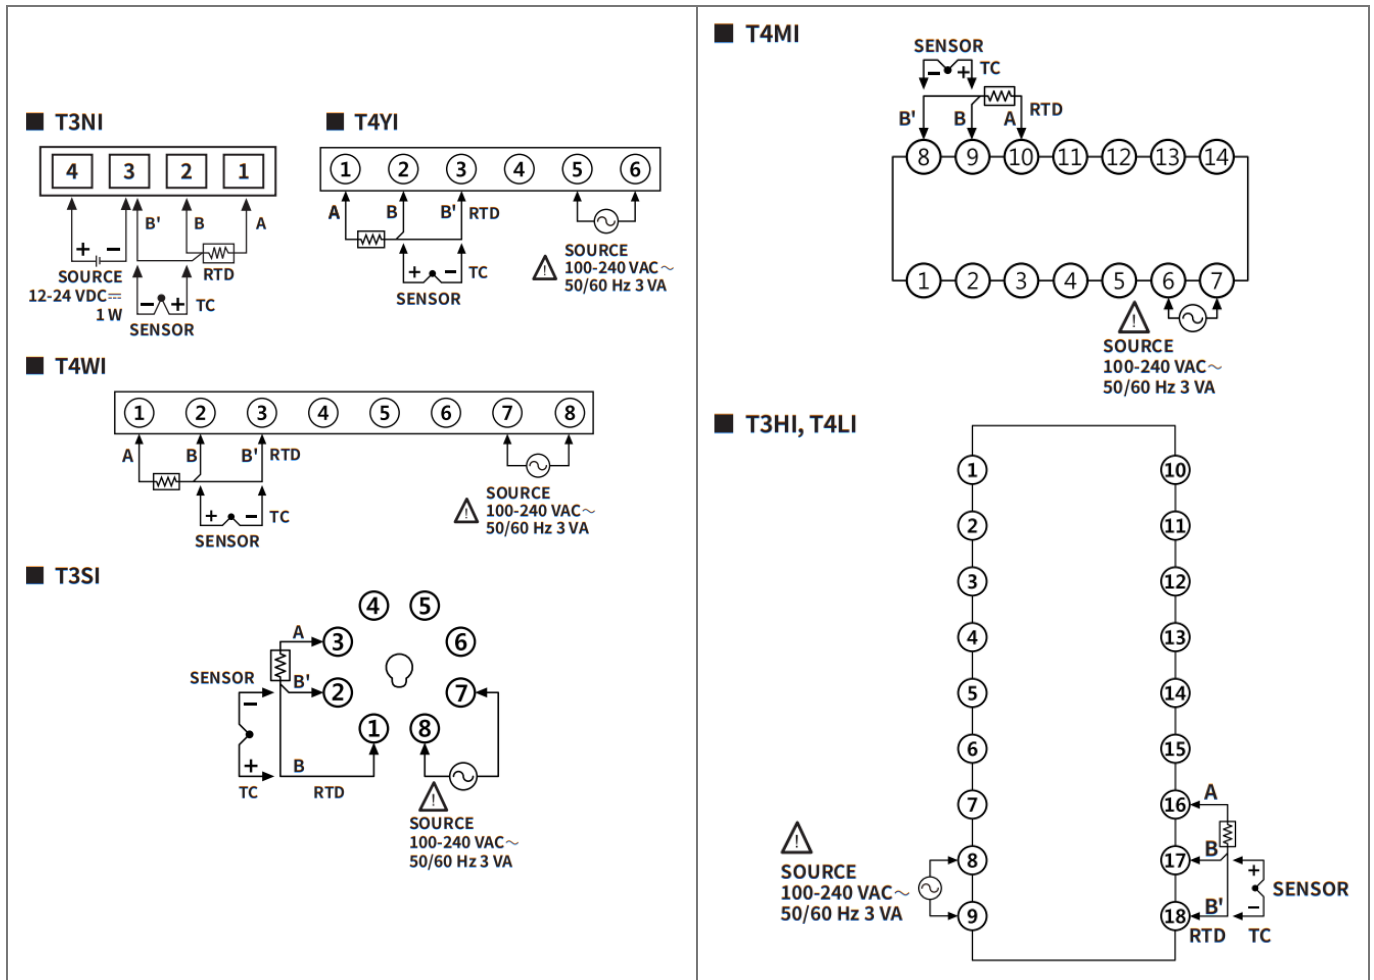 ■ T3NI
4 3 2 1
B' B A
+ −
SOURCE
12-24 VDC⎓
1 W
RTD
− + TC
SENSOR
■ T4YI
1 2 3 4 5 6
A B B' RTD
+ − TC
SENSOR
SOURCE
100-240 VAC～
50/60 Hz 3 VA
!
■ T4WI
1 2 3 4 5 6 7 8
A B B' RTD
+ − TC
SENSOR
SOURCE
100-240 VAC～
50/60 Hz 3 VA
!
■ T3SI
4 5
A 3 6
SENSOR B' 2 7
−
1 8
+ B
TC RTD
!
SOURCE
100-240 VAC～
50/60 Hz 3 VA
■ T4MI
SENSOR
− + TC
B' B A RTD
8 9 10 11 12 13 14
1 2 3 4 5 6 7
!
SOURCE
100-240 VAC～
50/60 Hz 3 VA
■ T3HI, T4LI
1 10
2 11
3 12
4 13
5 14
6 15
7 16 A
8 17 B
9 18 B'
!
SOURCE
100-240 VAC～
50/60 Hz 3 VA
+
SENSOR
−
RTD TC